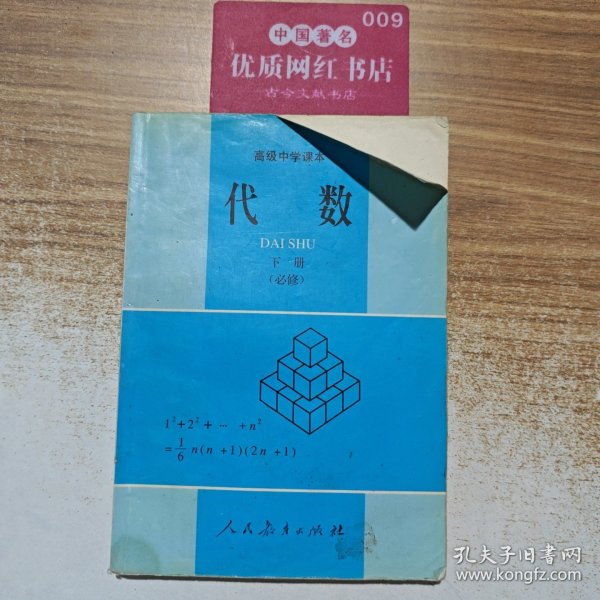 009
中国著名
优质网红书店
古今文献书店
高级中学课本
代数
DAI SHU
下册
(必修)
1²+2²+ ··· +n²
=1/6 n(n+1)(2n+1)
人民教育出版社
孔夫子旧书网
www.kongfz.com